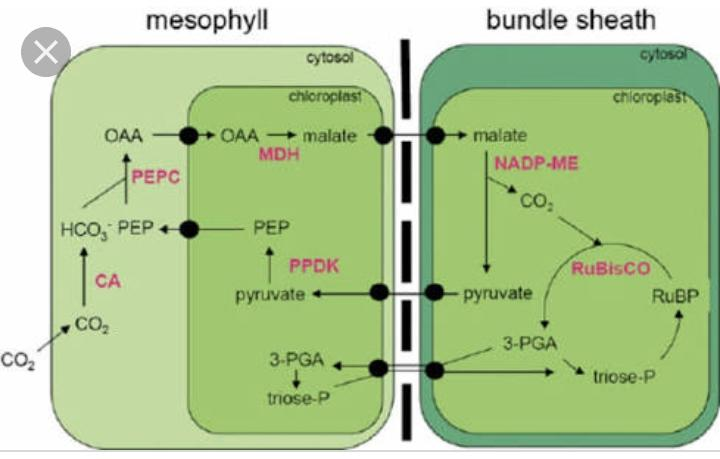 mesophyll
bundle sheath
cytosol
cytosol
chloroplast
chloroplast
OAA
OAA
malate
malate
MDH
NADP-ME
PEPC
CO₂
HCO₃⁻ PEP
PEP
PPDK
RuBisCO
CA
pyruvate
pyruvate
RuBP
CO₂
3-PGA
CO₂
3-PGA
triose-P
triose-P